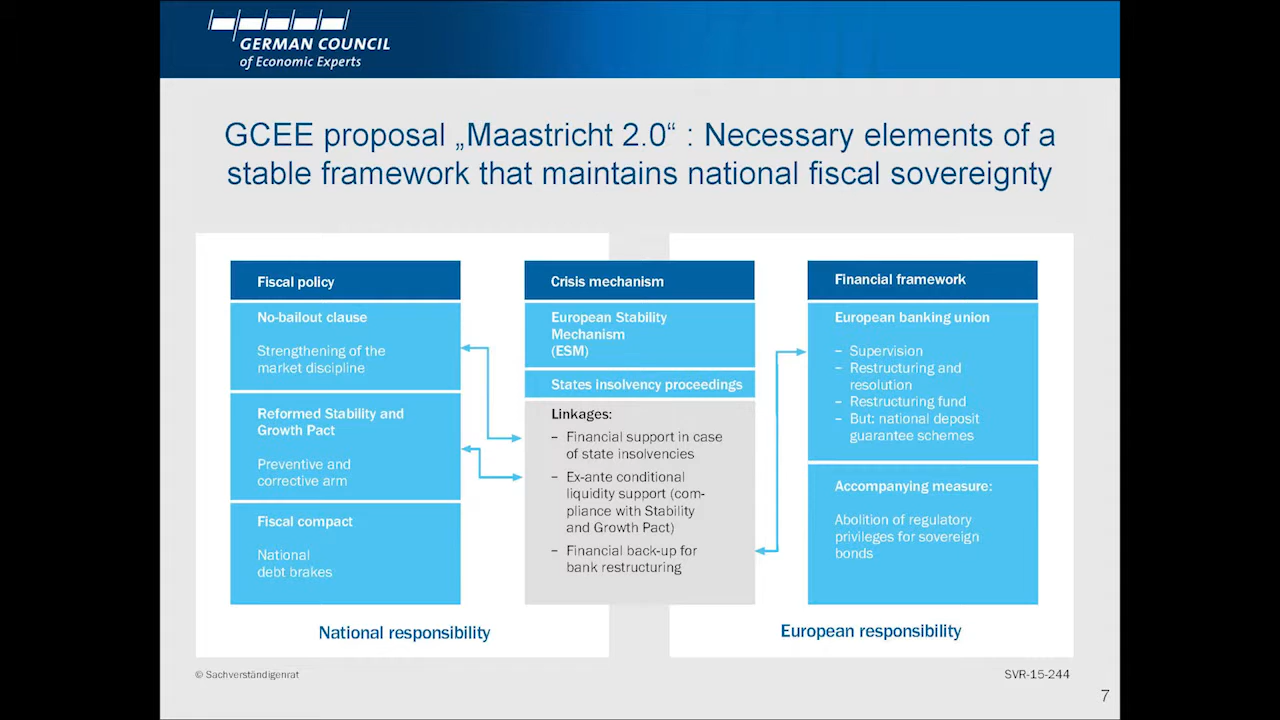 GERMAN COUNCIL
of Economic Experts
GCEE proposal „Maastricht 2.0“ : Necessary elements of a
stable framework that maintains national fiscal sovereignty
Fiscal policy
No-bailout clause
Strengthening of the
market discipline
Reformed Stability and
Growth Pact
Preventive and
corrective arm
Fiscal compact
National
debt brakes
Crisis mechanism
European Stability
Mechanism
(ESM)
States insolvency proceedings
Linkages:
– Financial support in case
of state insolvencies
– Ex-ante conditional
liquidity support (com-
pliance with Stability
and Growth Pact)
– Financial back-up for
bank restructuring
Financial framework
European banking union
– Supervision
– Restructuring and
resolution
– Restructuring fund
– But: national deposit
guarantee schemes
Accompanying measure:
Abolition of regulatory
privileges for sovereign
bonds
National responsibility
European responsibility
© Sachverständigenrat
SVR-15-244
7